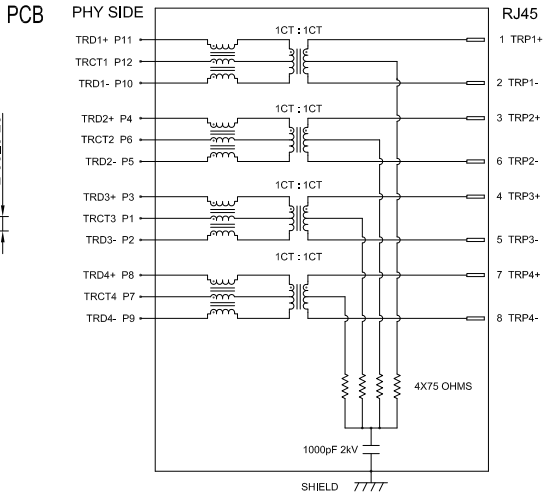 PCB PHY SIDE RJ45
1CT : 1CT
TRD1+ P11 1 TRP1+
TRCT1 P12
TRD1- P10 2 TRP1-
1CT : 1CT
TRD2+ P4 3 TRP2+
TRCT2 P6
TRD2- P5 6 TRP2-
1CT : 1CT
TRD3+ P3 4 TRP3+
TRCT3 P1
TRD3- P2 5 TRP3-
1CT : 1CT
TRD4+ P8 7 TRP4+
TRCT4 P7
TRD4- P9 8 TRP4-
4X75 OHMS
1000pF 2kV
SHIELD